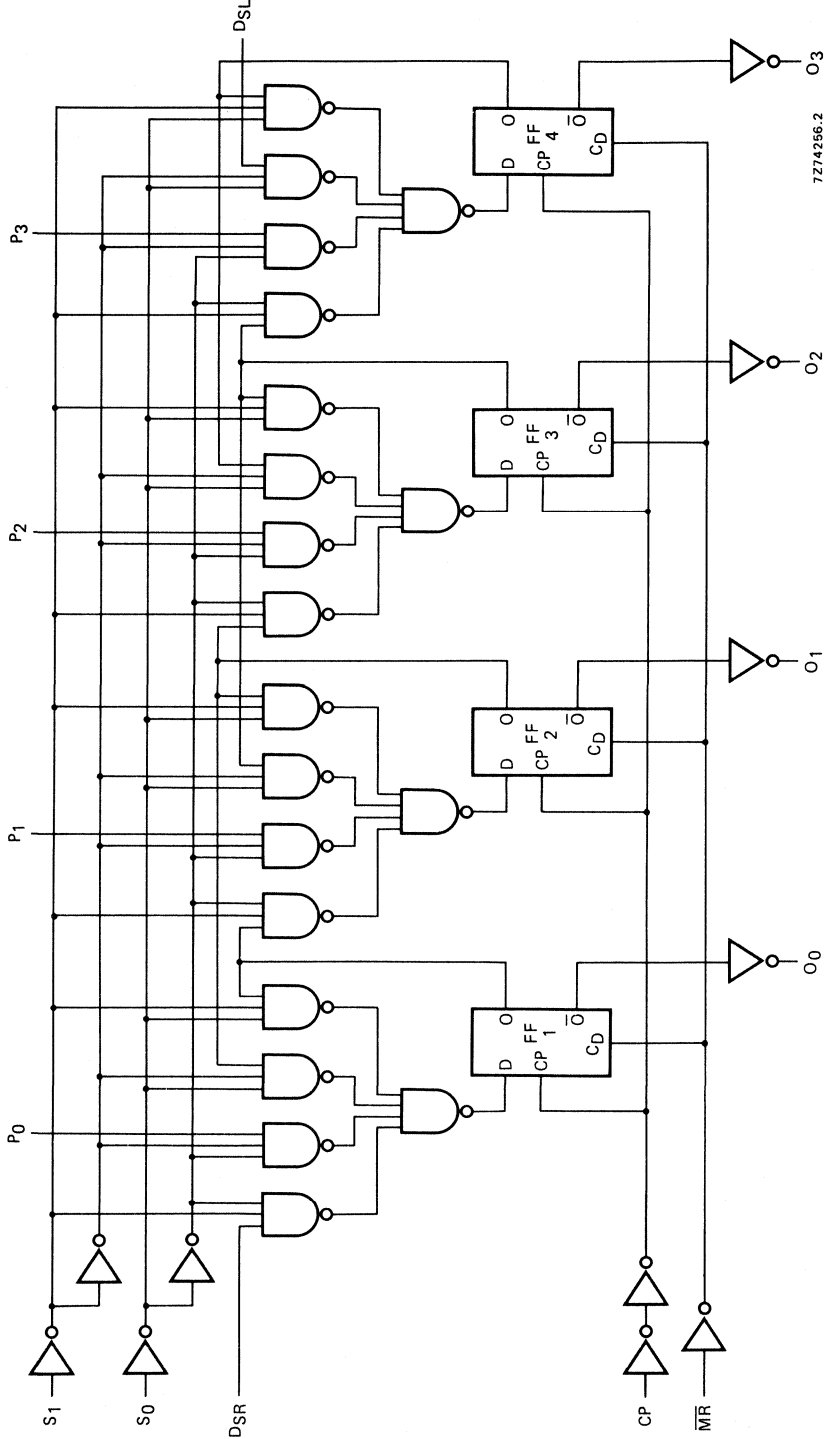 S1
S0
DSR
CP
MR
P0
P1
P2
P3
DSL
D
O
FF
1
CP
O
CD
D
O
FF
2
CP
O
CD
D
O
FF
3
CP
O
CD
D
O
FF
4
CP
O
CD
O0
O1
O2
O3
7Z74256.2